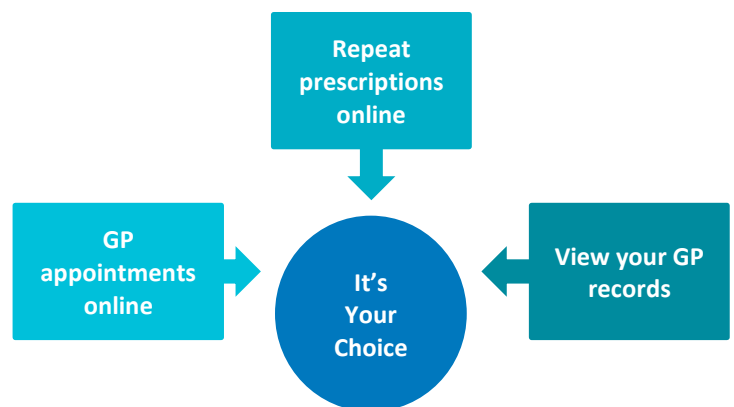 Repeat
prescriptions
online
GP
appointments
online
It’s
Your
Choice
View your GP
records